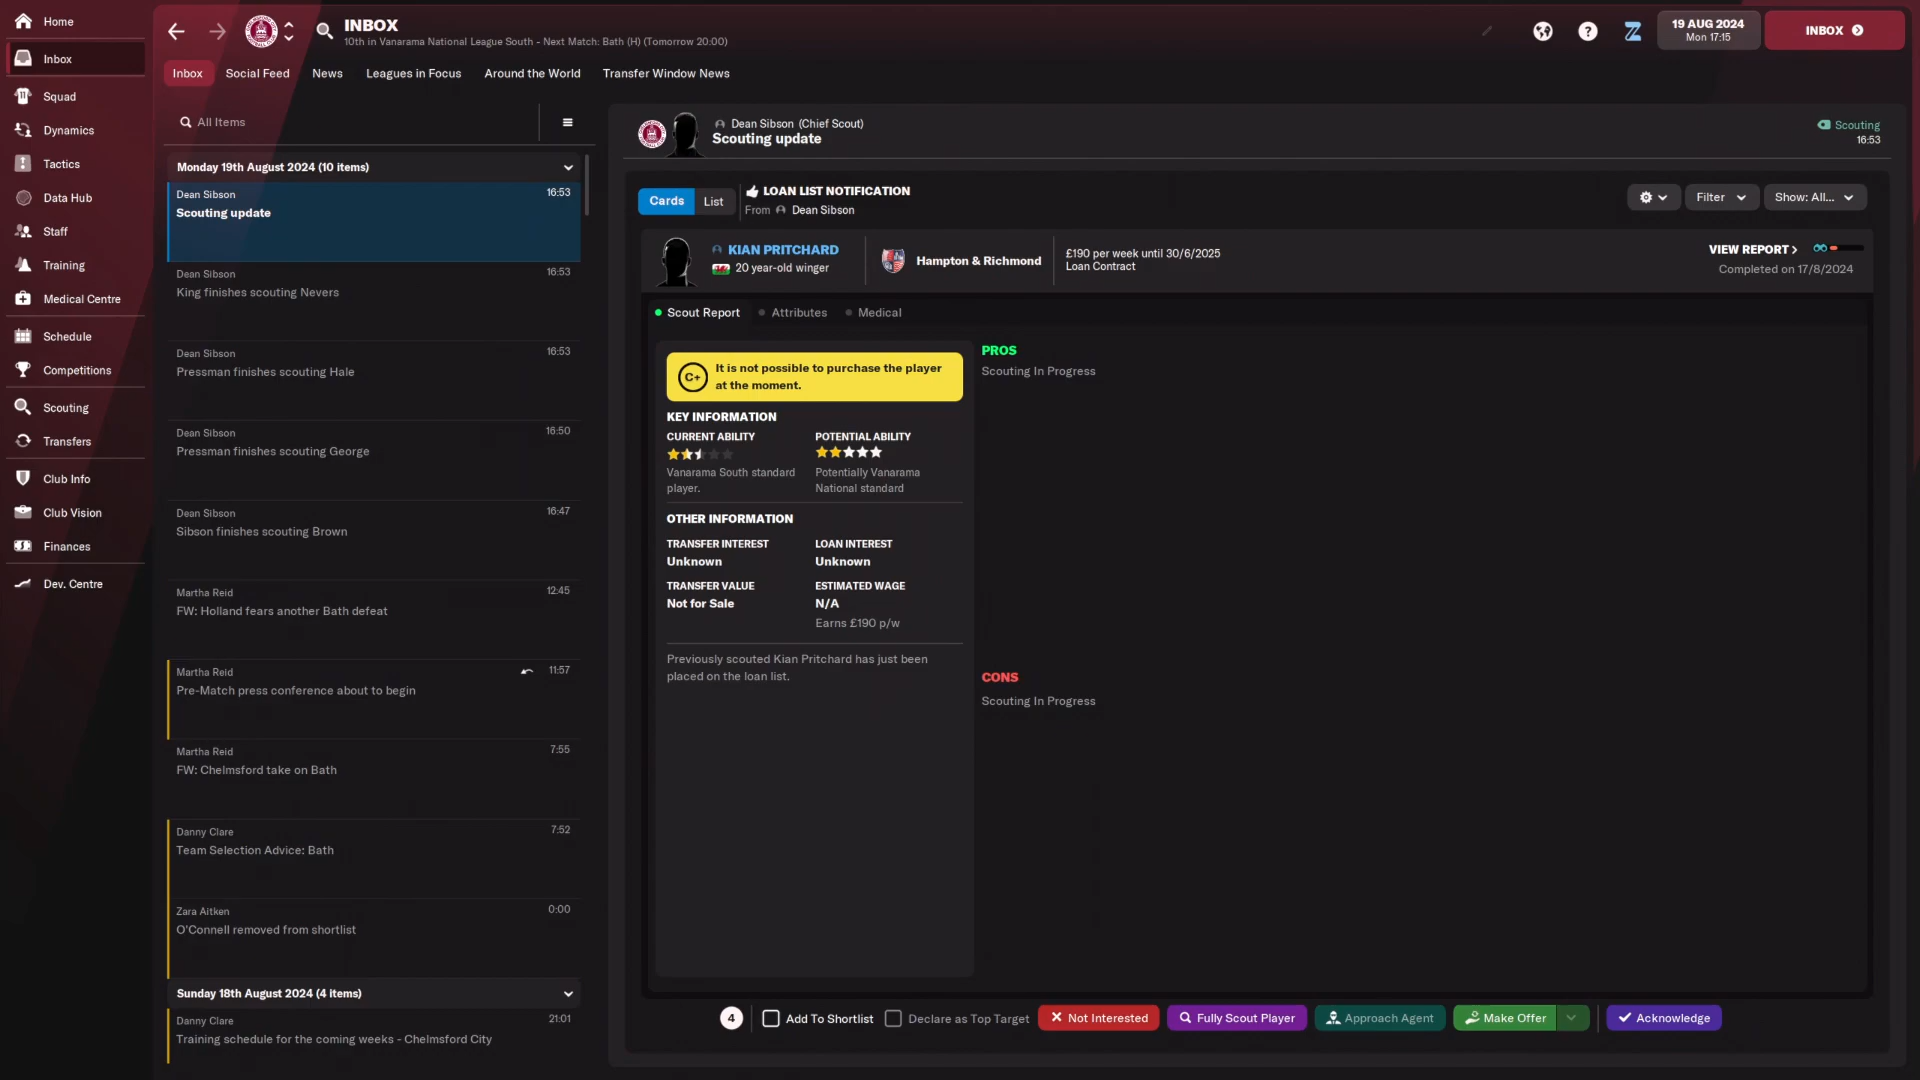 Home
Inbox
Squad
Dynamics
Tactics
Data Hub
Staff
Training
Medical Centre
Schedule
Competitions
Scouting
Transfers
Club Info
Club Vision
Finances
Dev. Centre
INBOX
10th in Vanarama National League South - Next Match: Bath (H) (Tomorrow 20:00)
19 AUG 2024
Mon 17:15
INBOX
Inbox Social Feed News Leagues in Focus Around the World Transfer Window News
All Items
Monday 19th August 2024 (10 items)
Dean Sibson 16:53
Scouting update
Dean Sibson 16:53
King finishes scouting Nevers
Dean Sibson 16:53
Pressman finishes scouting Hale
Dean Sibson 16:50
Pressman finishes scouting George
Dean Sibson 16:47
Sibson finishes scouting Brown
Martha Reid 12:45
FW: Holland fears another Bath defeat
Martha Reid 11:57
Pre-Match press conference about to begin
Martha Reid 7:55
FW: Chelmsford take on Bath
Danny Clare 7:52
Team Selection Advice: Bath
Zara Aitken 0:00
O'Connell removed from shortlist
Sunday 18th August 2024 (4 items)
Danny Clare 21:01
Training schedule for the coming weeks - Chelmsford City
Dean Sibson (Chief Scout)
Scouting update
Scouting
16:53
Cards List
LOAN LIST NOTIFICATION
From Dean Sibson
Filter Show: All...
KIAN PRITCHARD
20 year-old winger
Hampton & Richmond
£190 per week until 30/6/2025
Loan Contract
VIEW REPORT >
Completed on 17/8/2024
Scout Report Attributes Medical
C+
It is not possible to purchase the player
at the moment.
KEY INFORMATION
CURRENT ABILITY POTENTIAL ABILITY
Vanarama South standard
player.
Potentially Vanarama
National standard
OTHER INFORMATION
TRANSFER INTEREST LOAN INTEREST
Unknown Unknown
TRANSFER VALUE ESTIMATED WAGE
Not for Sale N/A
Earns £190 p/w
Previously scouted Kian Pritchard has just been
placed on the loan list.
PROS
Scouting In Progress
CONS
Scouting In Progress
4 Add To Shortlist Declare as Top Target Not Interested Fully Scout Player Approach Agent Make Offer Acknowledge